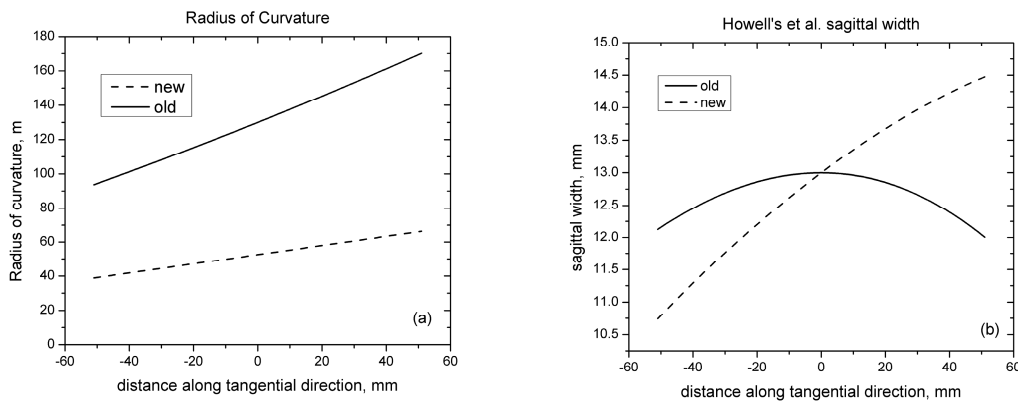 Radius of Curvature
180
160
140
120
100
80
60
40
20
0
Radius of curvature, m
new
old
(a)
-60 -40 -20 0 20 40 60
distance along tangential direction, mm
Howell's et al. sagittal width
15.0
14.5
14.0
13.5
13.0
12.5
12.0
11.5
11.0
10.5
sagittal width, mm
old
new
(b)
-60 -40 -20 0 20 40 60
distance along tangential direction, mm